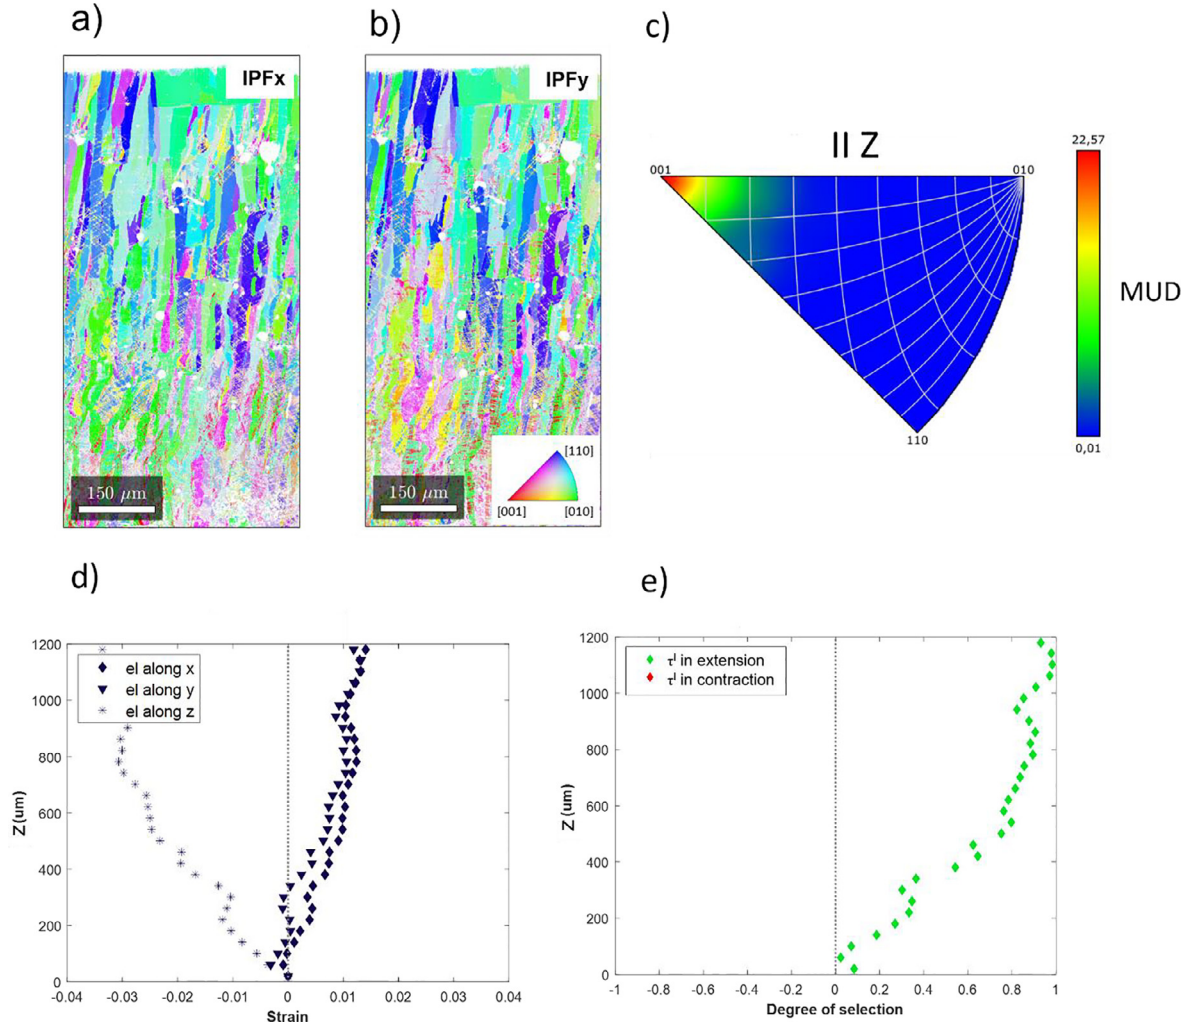 a)
b)
c)
IPFx
IPFy
II Z
22,57
001
010
MUD
110
0,01
[110]
[001]
[010]
150 μm
150 μm
d)
e)
1200
1000
800
600
400
200
0
Z (um)
el along x
el along y
el along z
-0.04
-0.03
-0.02
-0.01
0
0.01
0.02
0.03
0.04
Strain
1200
1000
800
600
400
200
0
Z (um)
τᴵ in extension
τᴵ in contraction
-1
-0.8
-0.6
-0.4
-0.2
0
0.2
0.4
0.6
0.8
1
Degree of selection